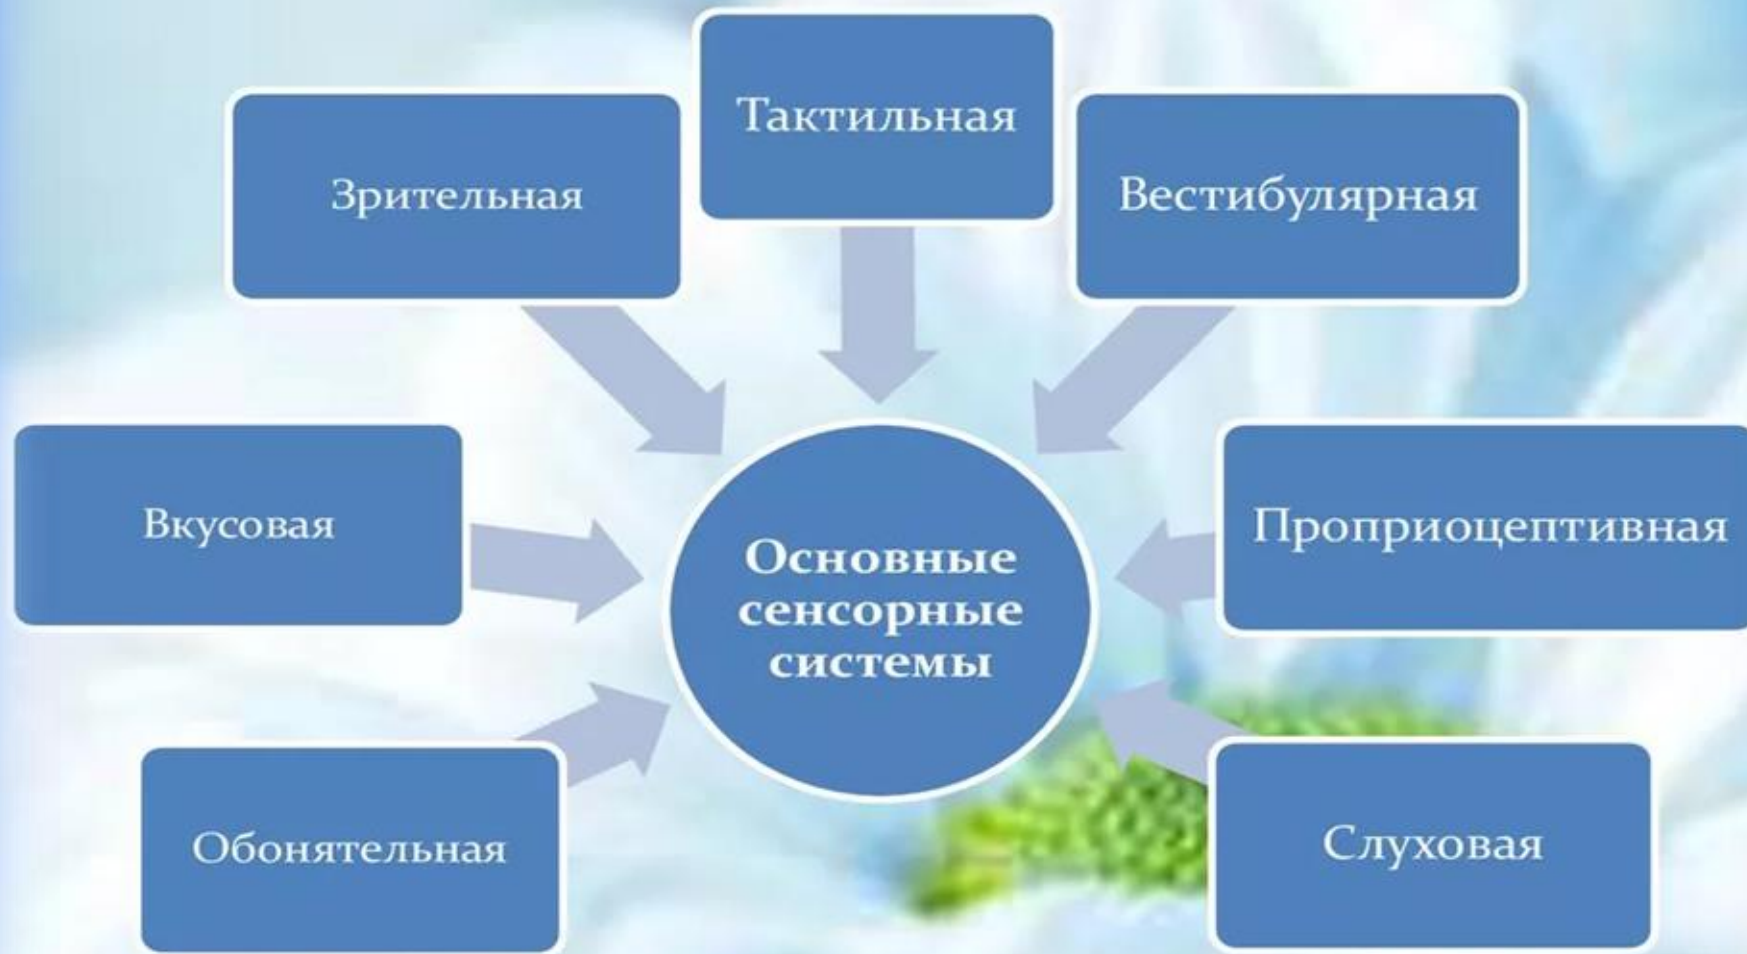 Тактильная
Зрительная
Вестибулярная
Вкусовая
Проприоцептивная
Основные
сенсорные
системы
Обонятельная
Слуховая